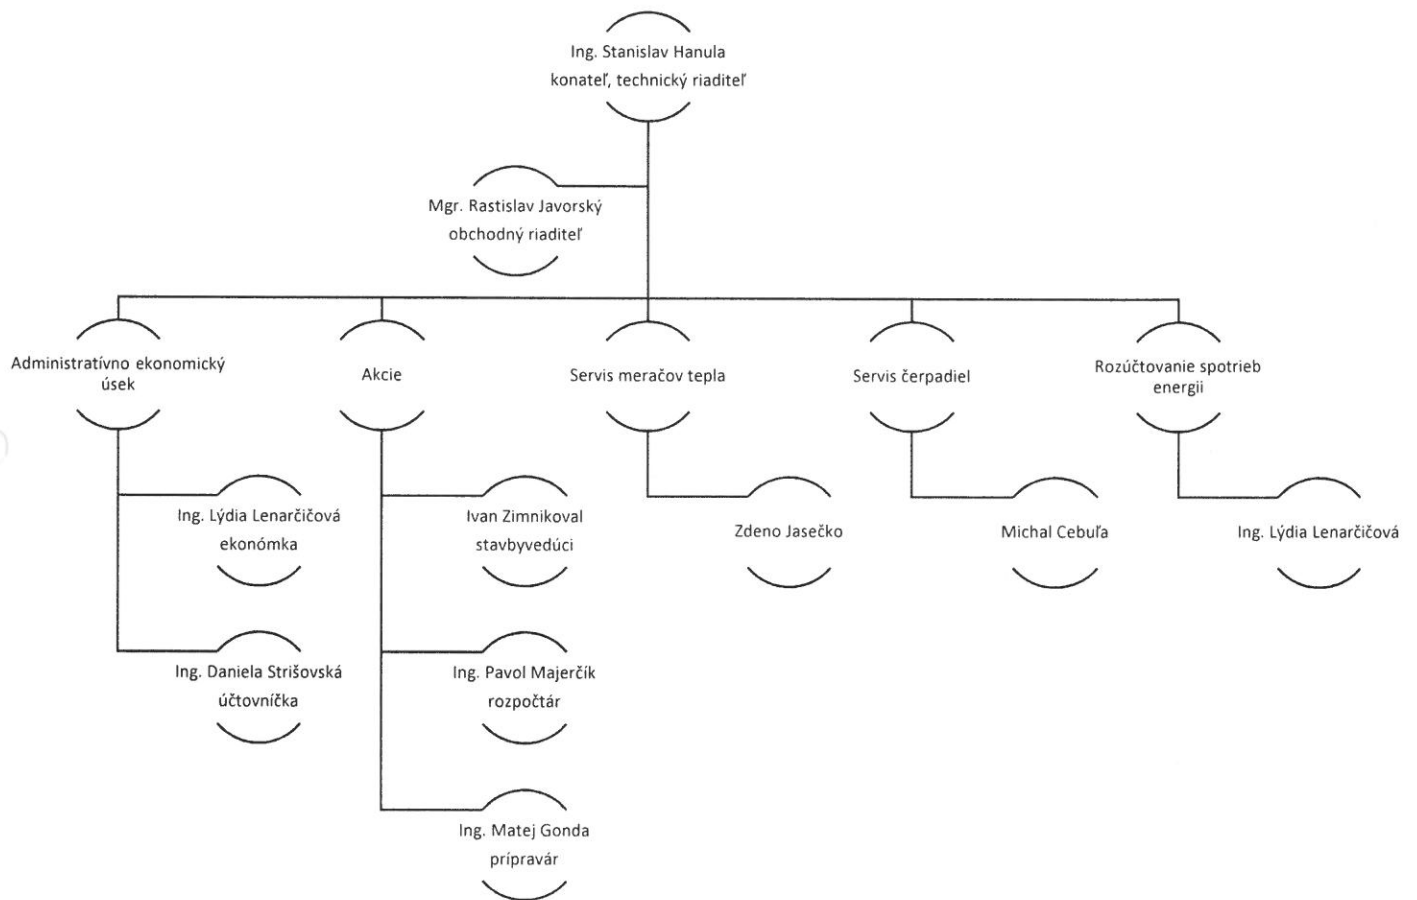 Ing. Stanislav Hanula
konateľ, technický riaditeľ
Mgr. Rastislav Javorský
obchodný riaditeľ
Administratívno ekonomický
úsek
Akcie
Servis meračov tepla
Servis čerpadiel
Rozúčtovanie spotrieb
energii
Ing. Lýdia Lenarčičová
ekonómka
Ivan Zimnikoval
stavbyvedúci
Zdeno Jasečko
Michal Cebuľa
Ing. Lýdia Lenarčičová
Ing. Daniela Strišovská
účtovníčka
Ing. Pavol Majerčík
rozpočtár
Ing. Matej Gonda
prípravár